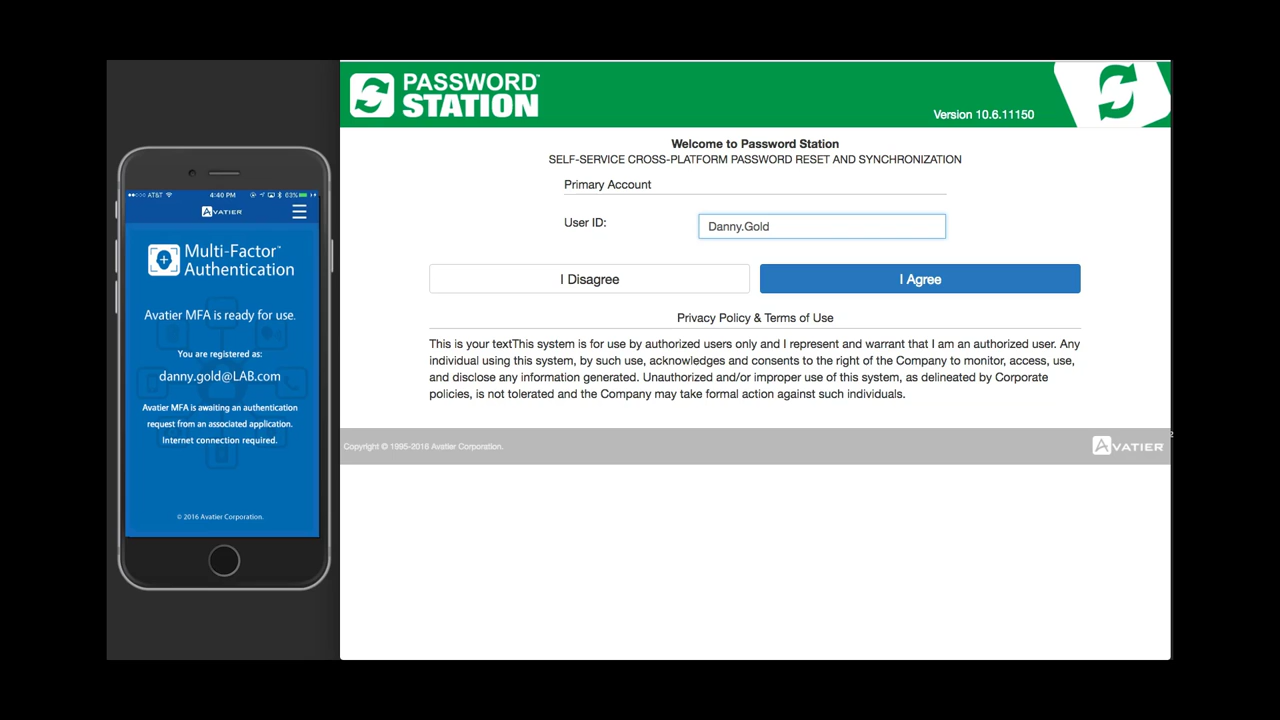 AT&T 4:40 PM 63%
AVATIER
Multi-Factor™
Authentication
Avatier MFA is ready for use.
You are registered as:
danny.gold@LAB.com
Avatier MFA is awaiting an authentication
request from an associated application.
Internet connection required.
© 2016 Avatier Corporation.
PASSWORD™
STATION
Version 10.6.11150
Welcome to Password Station
SELF-SERVICE CROSS-PLATFORM PASSWORD RESET AND SYNCHRONIZATION
Primary Account
User ID: Danny.Gold
I Disagree I Agree
Privacy Policy & Terms of Use
This is your textThis system is for use by authorized users only and I represent and warrant that I am an authorized user. Any
individual using this system, by such use, acknowledges and consents to the right of the Company to monitor, access, use,
and disclose any information generated. Unauthorized and/or improper use of this system, as delineated by Corporate
policies, is not tolerated and the Company may take formal action against such individuals.
Copyright © 1995-2016 Avatier Corporation. AVATIER
2